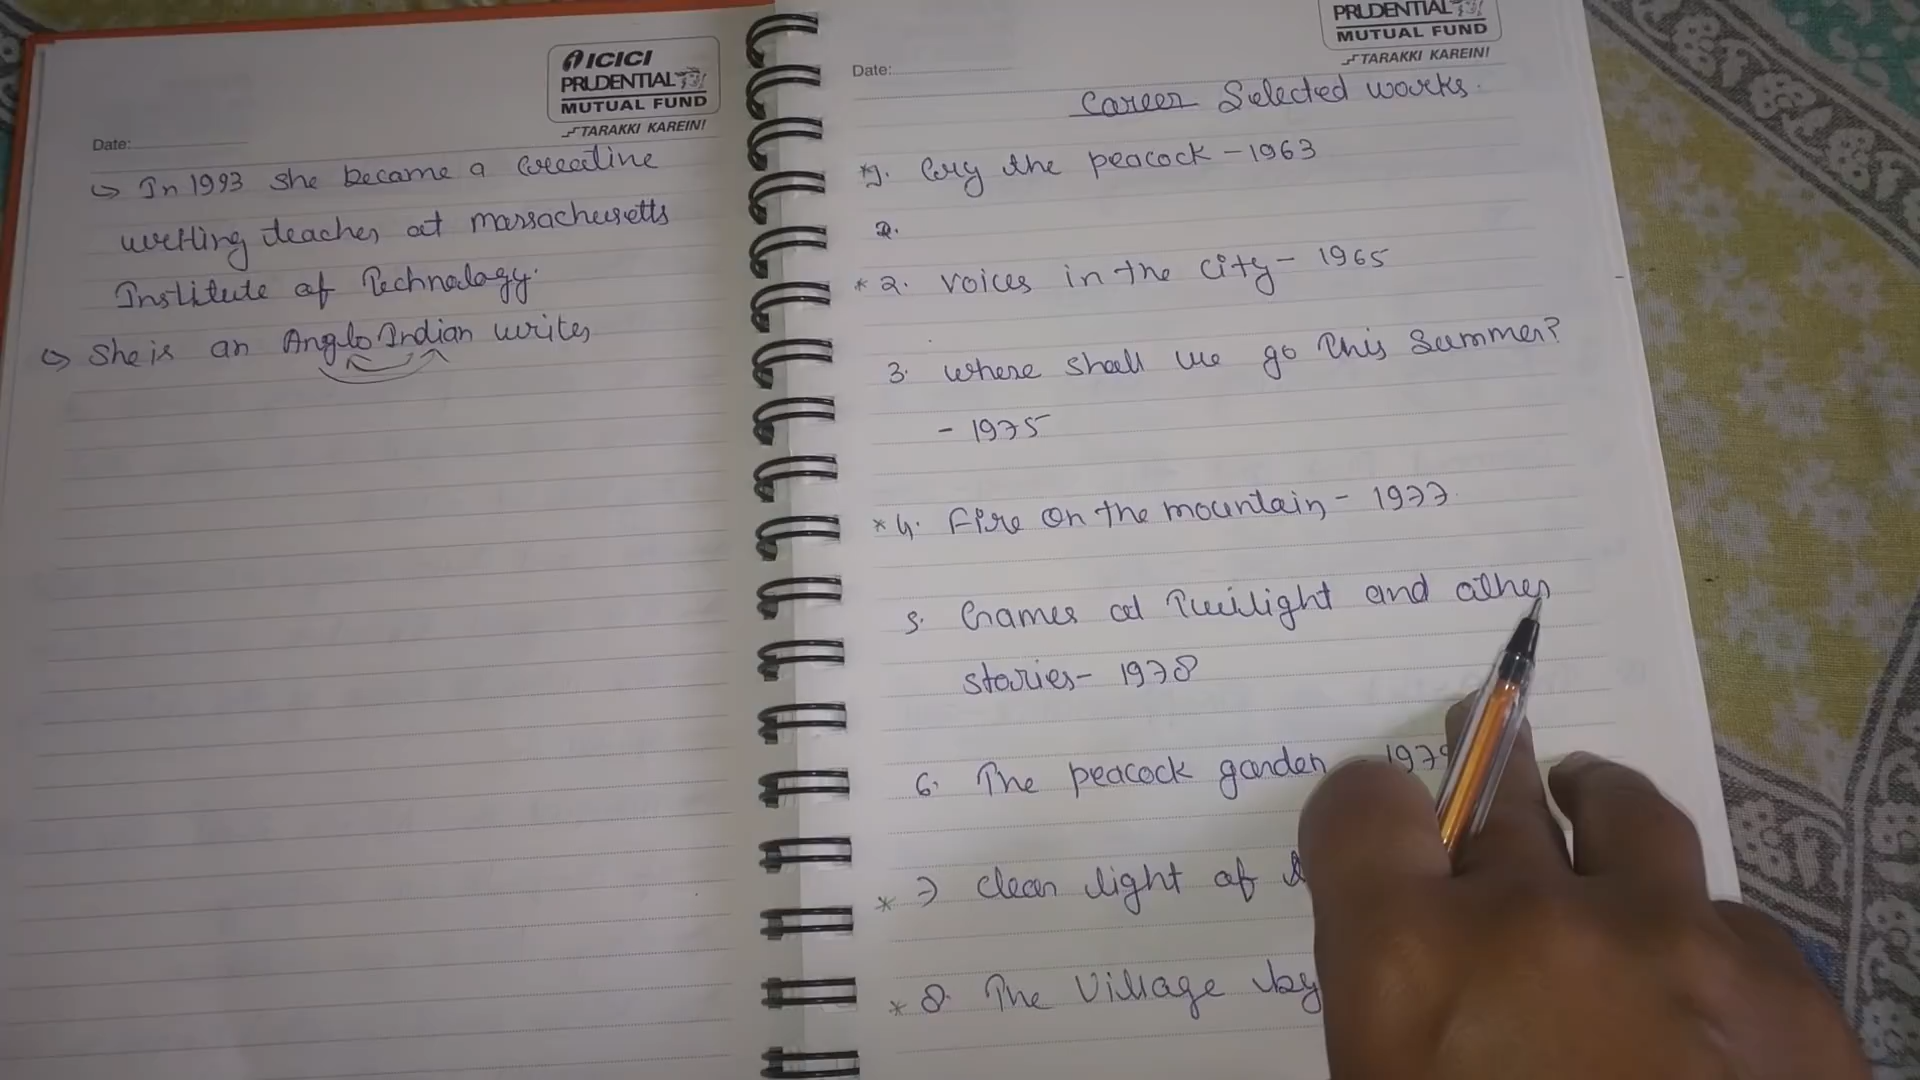 ICICI
PRUDENTIAL
MUTUAL FUND
TARAKKI KAREIN!
Date:
→ In 1993 she became a creative
writing teacher at massachusetts
Institute of Technology.
→ She is an Anglo Indian writer
PRUDENTIAL
MUTUAL FUND
TARAKKI KAREIN!
Date:
Career Selected works.
*1. Cry the peacock - 1963
2.
* 2. voices in the city - 1965
3. where shall we go This Summer?
- 1975
* 4. Fire on the mountain - 1977.
5. Games at Twilight and other
stories - 1978
6. The peacock garden - 1979
* 7 clear light of
* 8. The Village by